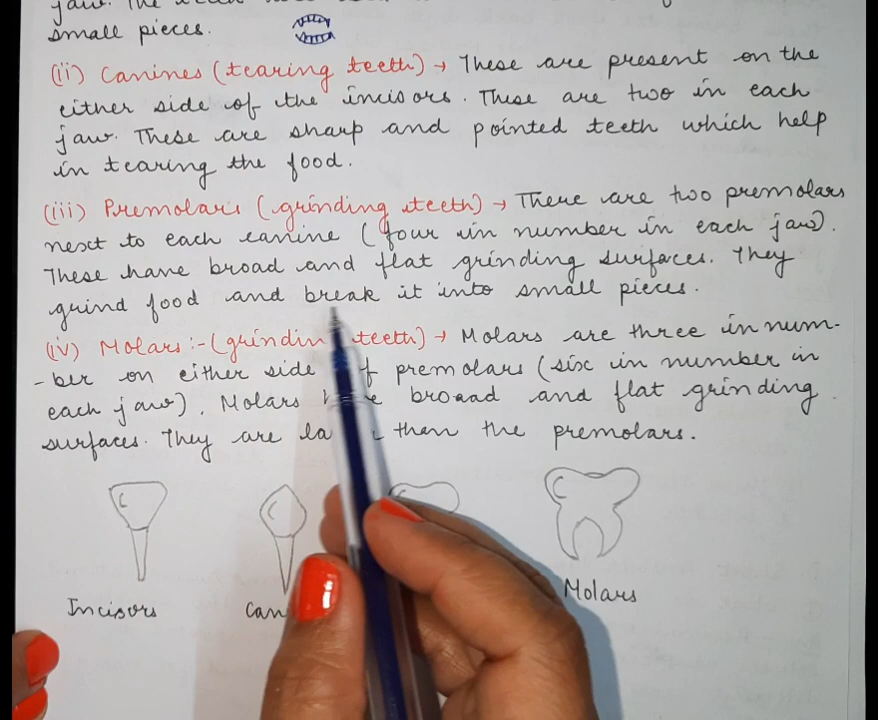 small pieces.
(ii) Canines (tearing teeth) → These are present on the
either side of the incisors. These are two in each
jaw. These are sharp and pointed teeth which help
in tearing the food.
(iii) Premolars (grinding teeth) → There are two premolars
next to each canine (four in number in each jaw).
These have broad and flat grinding surfaces. They
grind food and break it into small pieces.
(iv) Molars :- (grindin teeth) → Molars are three in num-
-ber on either side of premolars (six in number in
each jaw). Molars have broad and flat grinding
surfaces. They are la than the premolars.
Incisors Can Molars